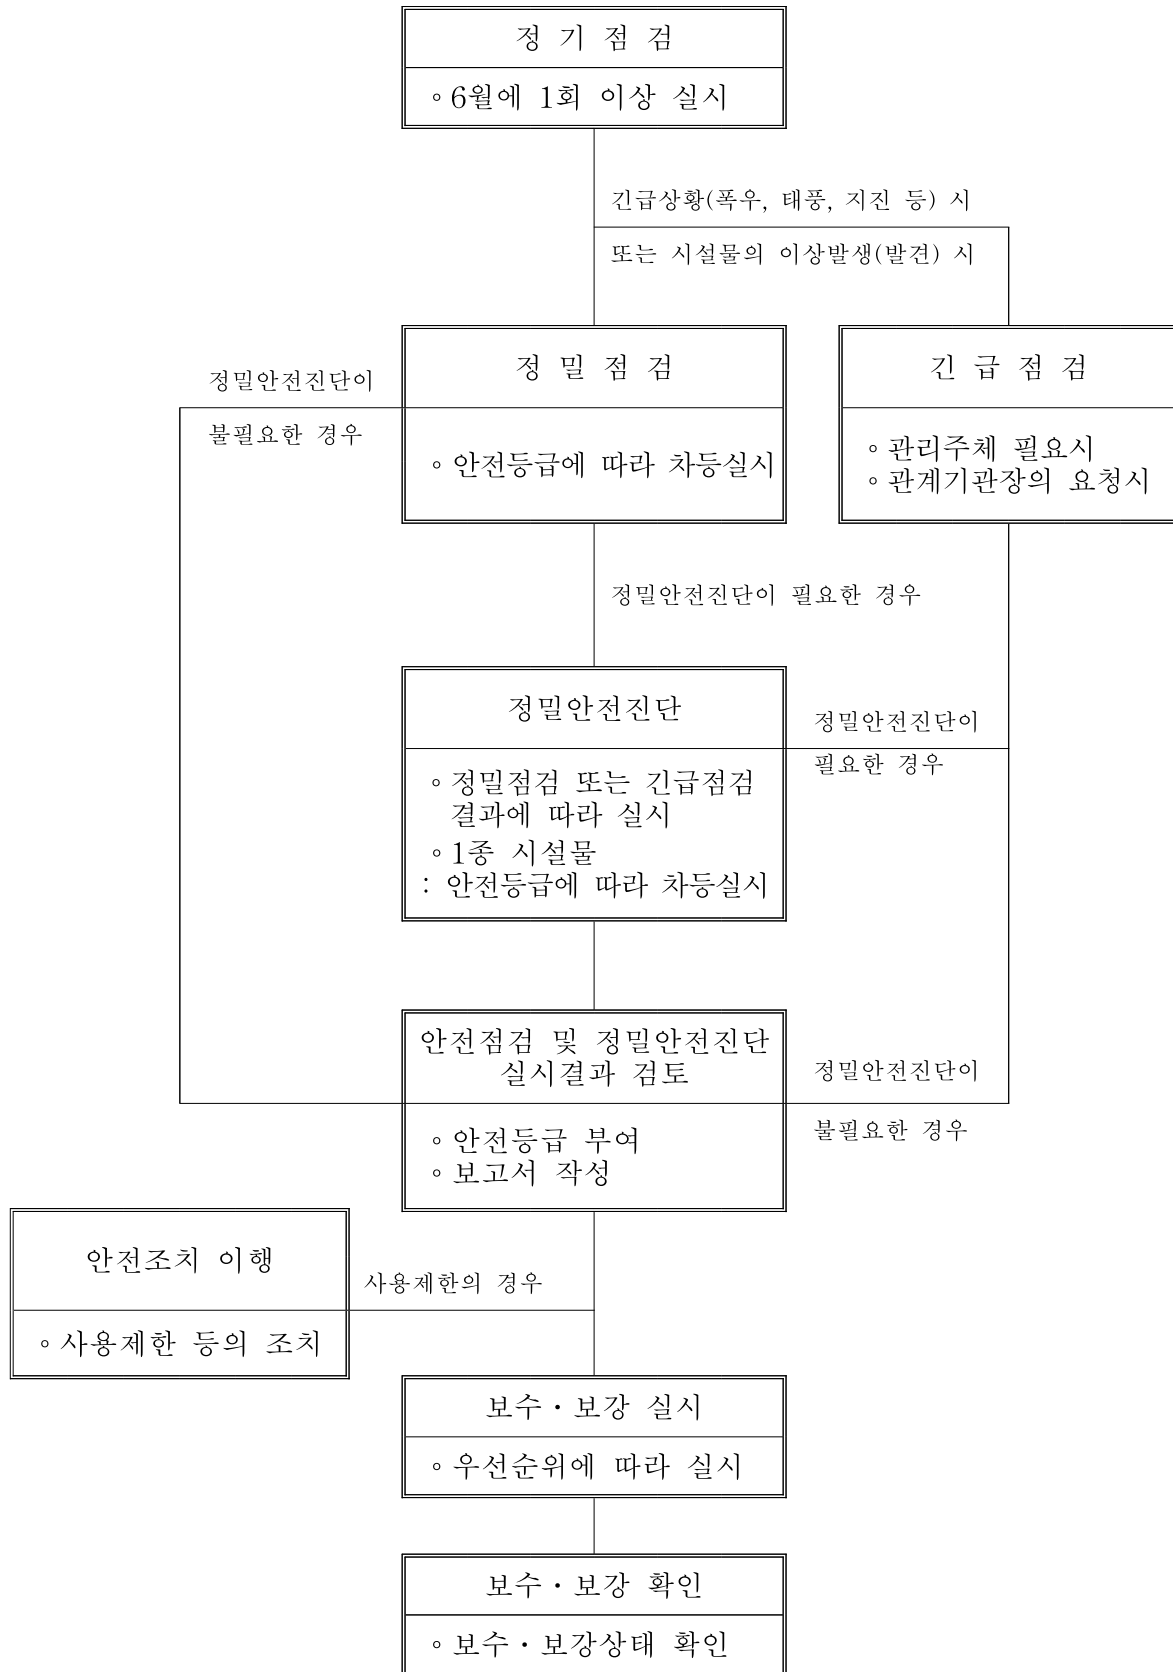 정 기 점 검
◦ 6월에 1회 이상 실시
긴급상황(폭우, 태풍, 지진 등) 시
또는 시설물의 이상발생(발견) 시
정밀안전진단이
불필요한 경우
정 밀 점 검
◦ 안전등급에 따라 차등실시
긴 급 점 검
◦ 관리주체 필요시
◦ 관계기관장의 요청시
정밀안전진단이 필요한 경우
정밀안전진단
◦ 정밀점검 또는 긴급점검
결과에 따라 실시
◦ 1종 시설물
: 안전등급에 따라 차등실시
정밀안전진단이
필요한 경우
안전점검 및 정밀안전진단
실시결과 검토
◦ 안전등급 부여
◦ 보고서 작성
정밀안전진단이
불필요한 경우
안전조치 이행
◦ 사용제한 등의 조치
사용제한의 경우
보수・보강 실시
◦ 우선순위에 따라 실시
보수・보강 확인
◦ 보수・보강상태 확인